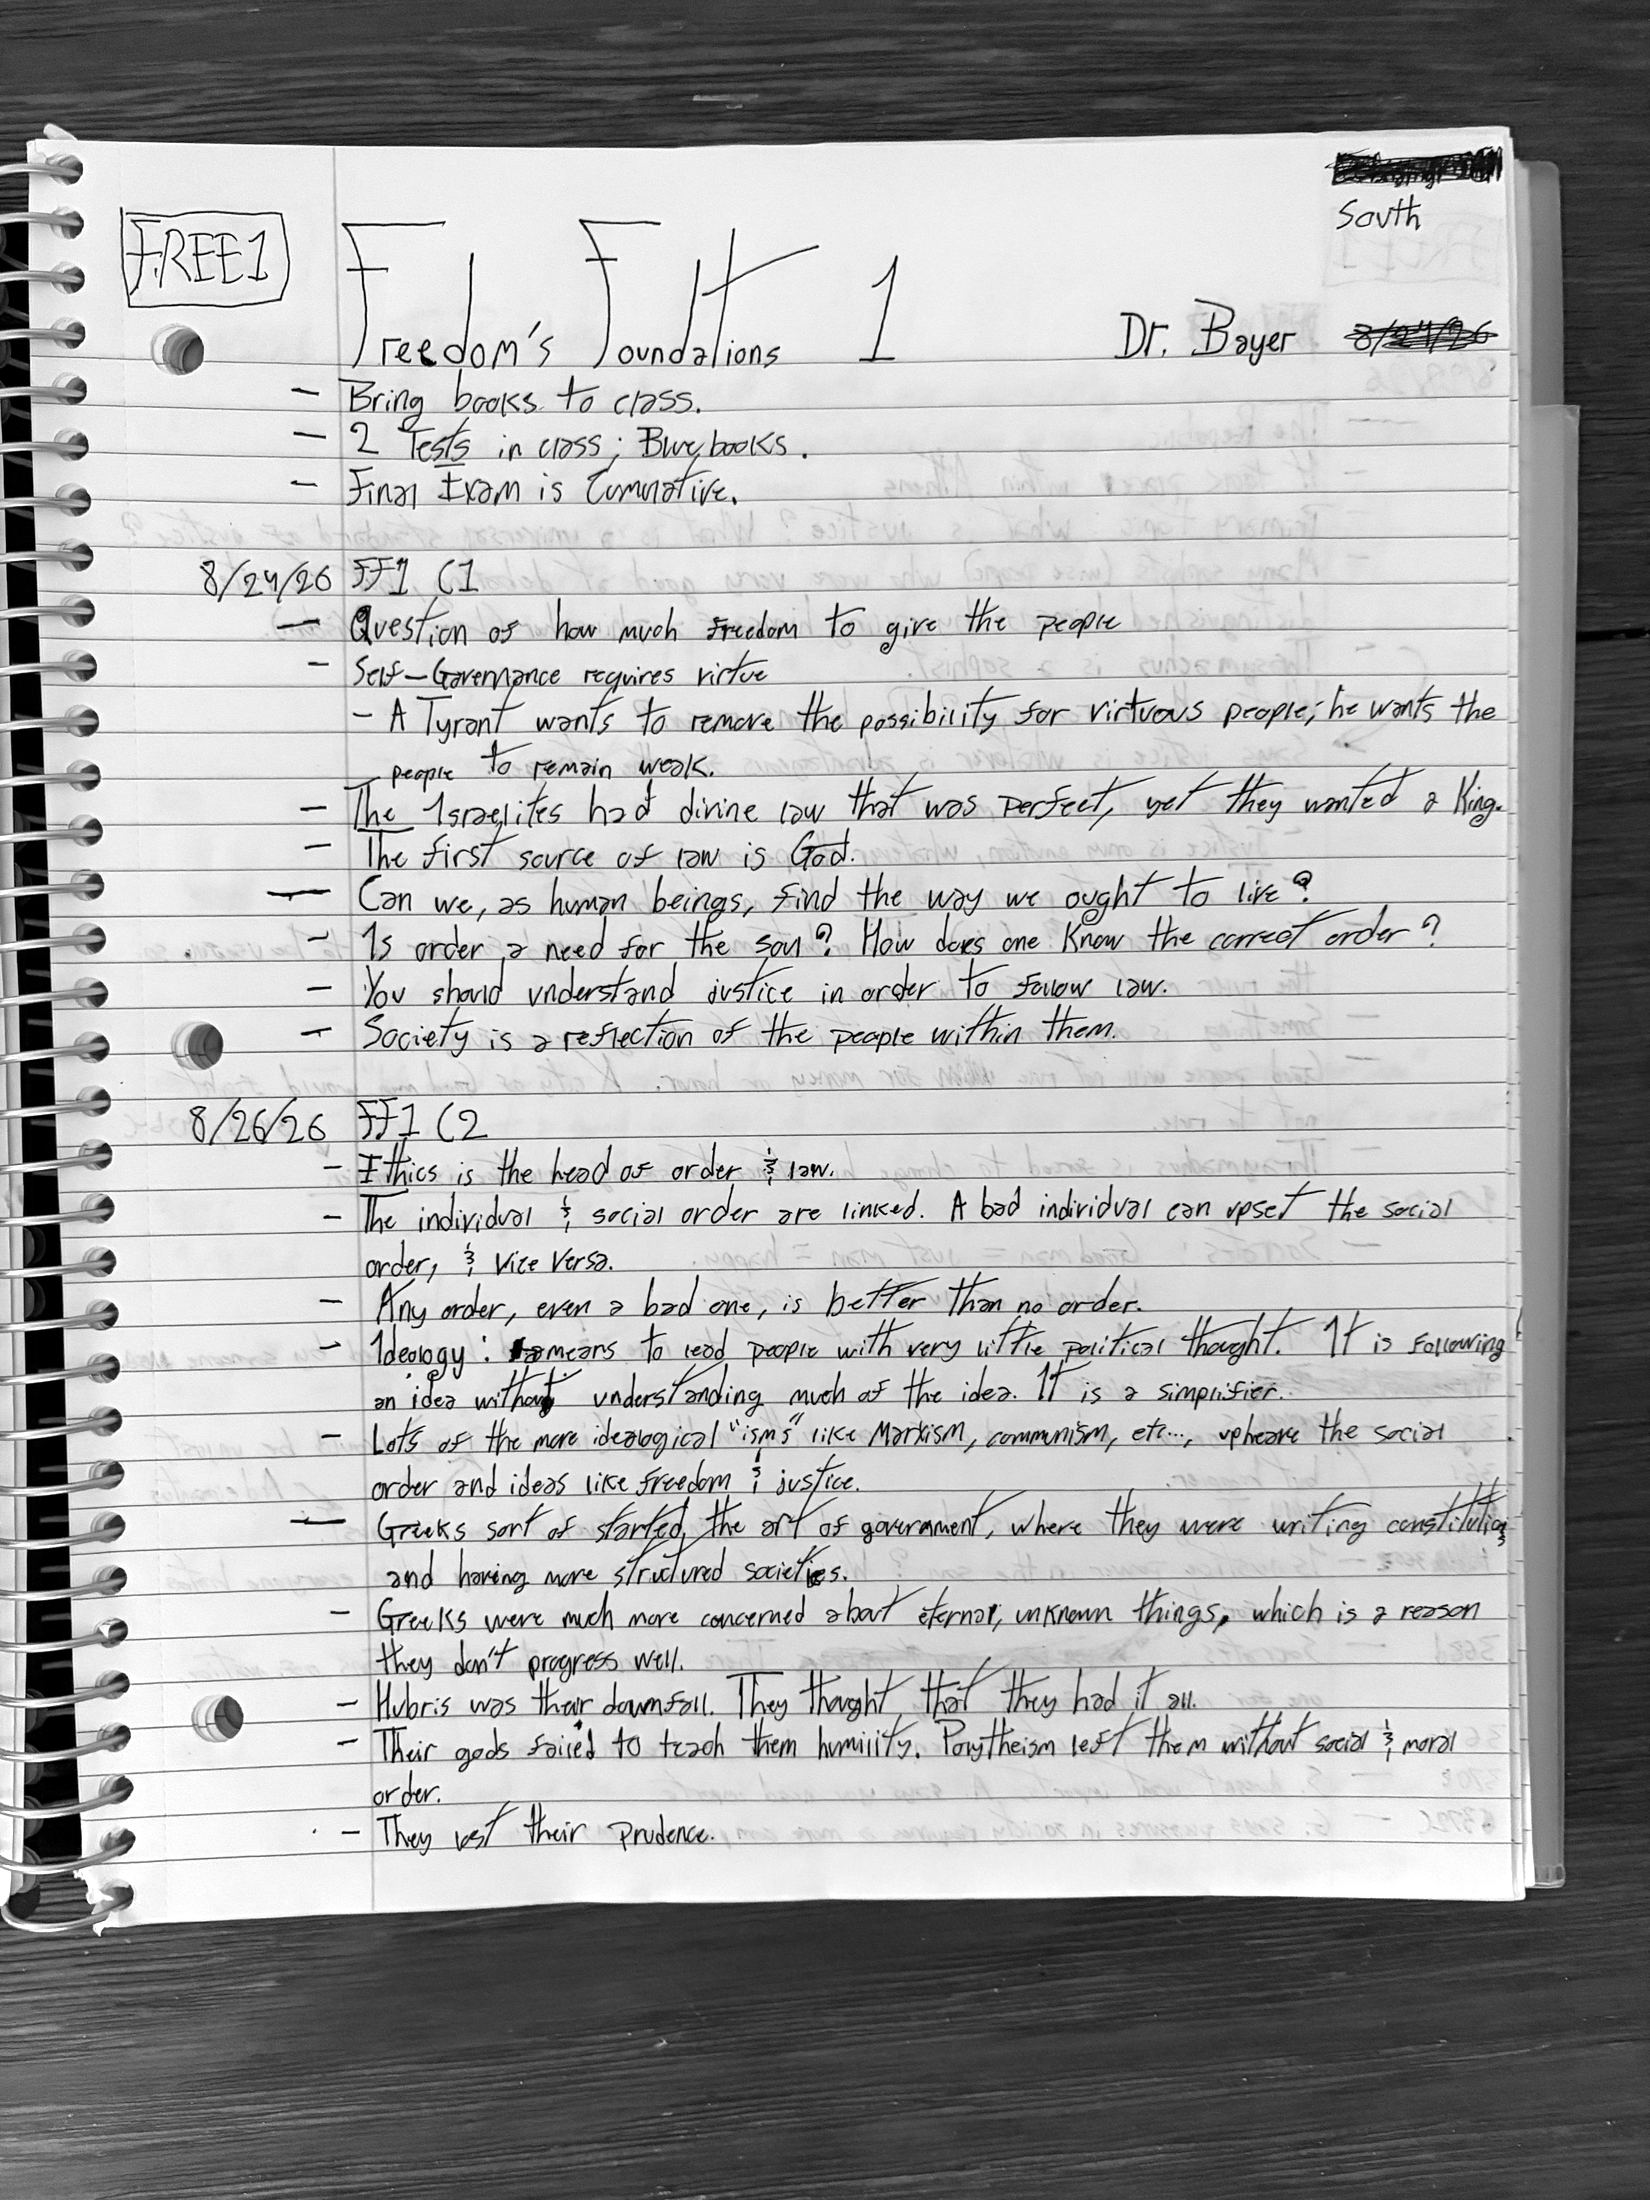 South
FREE1
Freedom's Foundations 1 Dr. Bayer 8/24/26
— Bring books to class.
— 2 Tests in class; Blue books.
— Final Exam is Cumulative.
8/24/26 FF1 C1
— Question of how much freedom to give the people
- Self-Governance requires virtue
- A Tyrant wants to remove the possibility for virtuous people; he wants the
people to remain weak.
— The Israelites had divine law that was perfect, yet they wanted a King.
— The first source of law is God.
— Can we, as human beings, find the way we ought to live?
- Is order a need for the soul? How does one know the correct order?
— You should understand justice in order to follow law.
— Society is a reflection of the people within them.
8/26/26 FF1 C2
- Ethics is the head of order & law.
- The individual & social order are linked. A bad individual can upset the social
order, & vice versa.
- Any order, even a bad one, is better than no order.
- Ideology: means to lead people with very little political thought. It is following
an idea without understanding much of the idea. It is a simplifier.
- Lots of the more ideological "isms" like Marxism, communism, etc..., upheave the social
order and ideas like freedom & justice.
— Greeks sort of started the art of government, where they were writing constitutions
and having more structured societies.
- Greeks were much more concerned about eternal, unknown things, which is a reason
they don't progress well.
- Hubris was their downfall. They thought that they had it all.
- Their gods failed to teach them humility. Polytheism left them without social & moral
order.
- They lost their prudence.